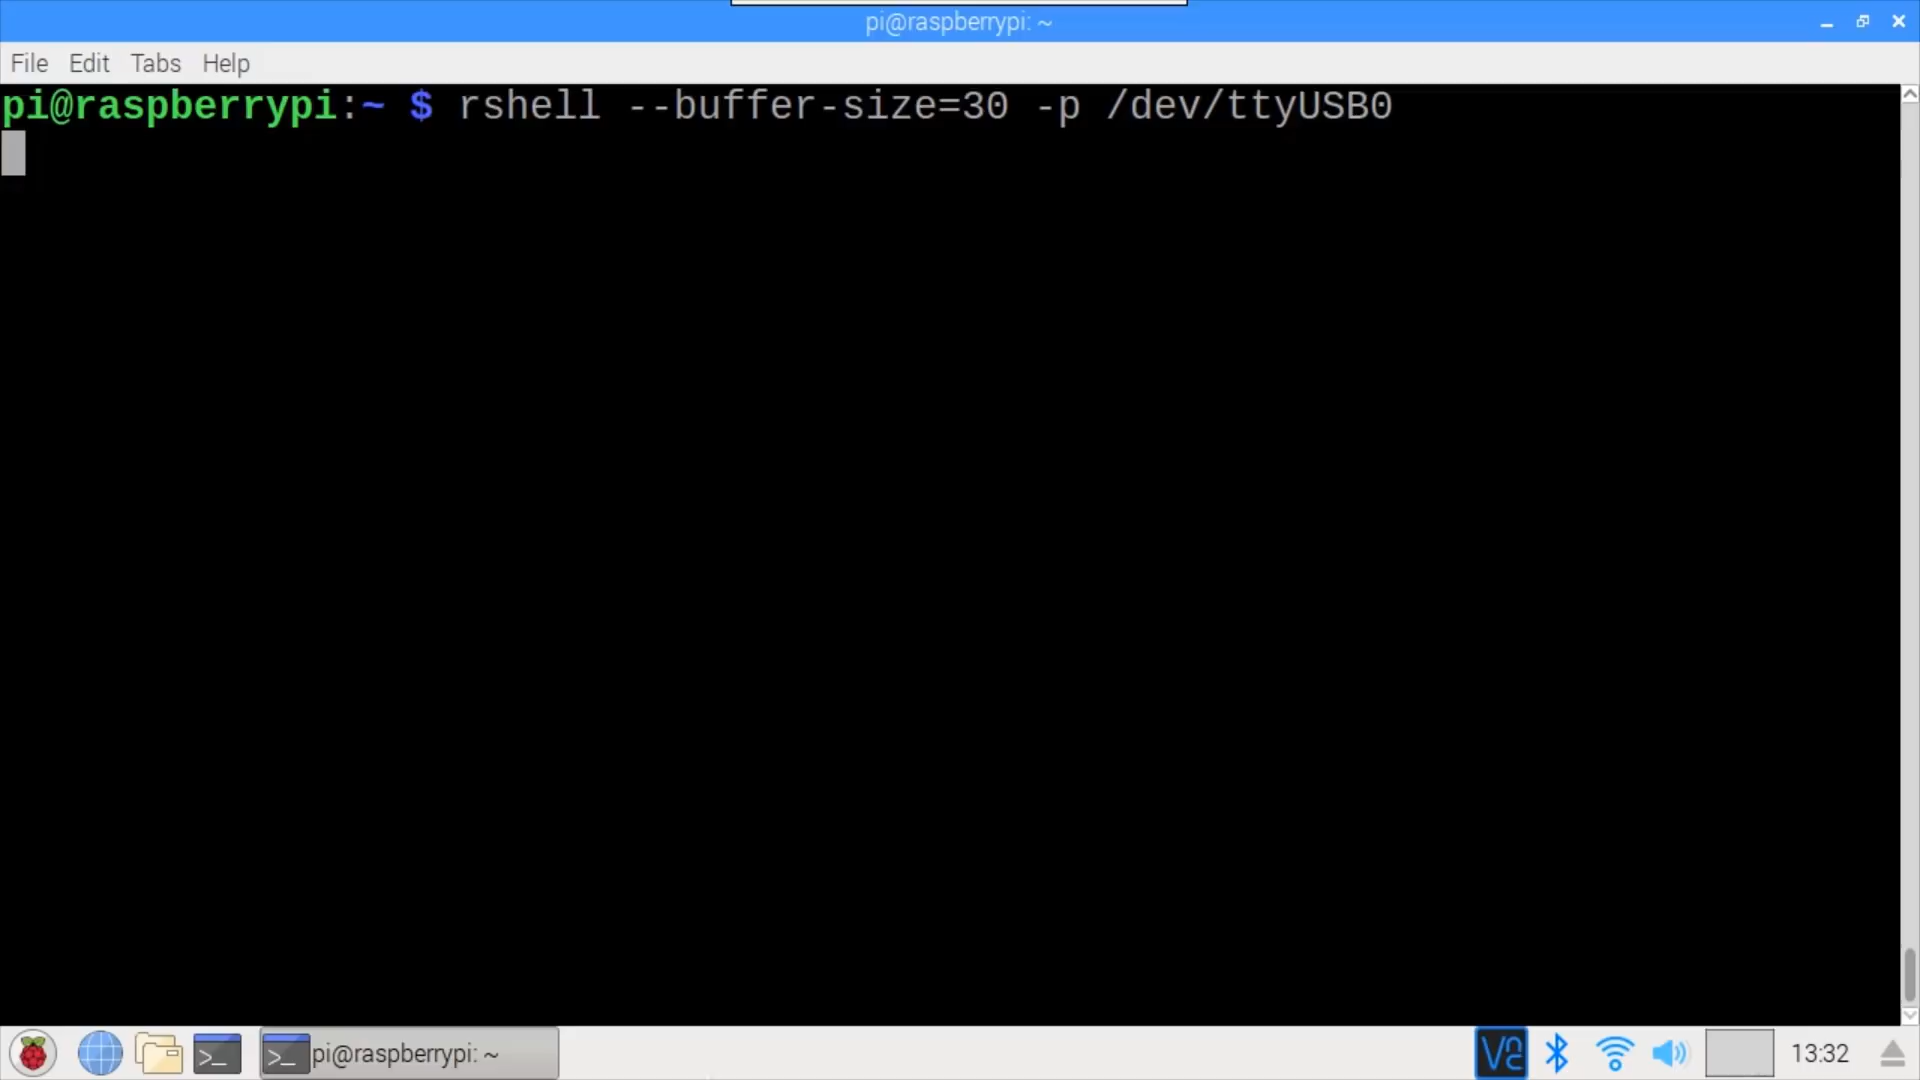 pi@raspberrypi: ~
File Edit Tabs Help
pi@raspberrypi:~ $ rshell --buffer-size=30 -p /dev/ttyUSB0
>_ >_ pi@raspberrypi: ~ 13:32